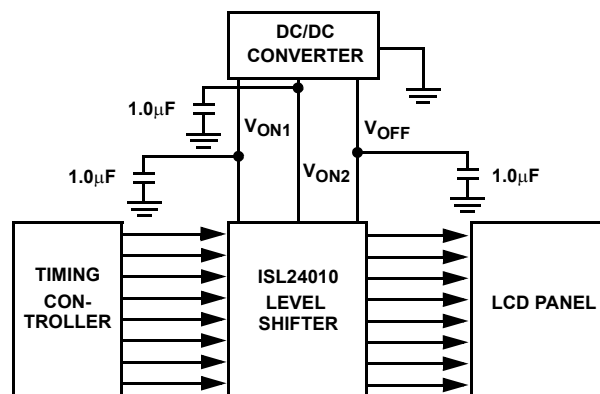 DC/DC
CONVERTER
1.0μF
VON1
VOFF
1.0μF
VON2
1.0μF
TIMING
CON-
TROLLER
ISL24010
LEVEL
SHIFTER
LCD PANEL